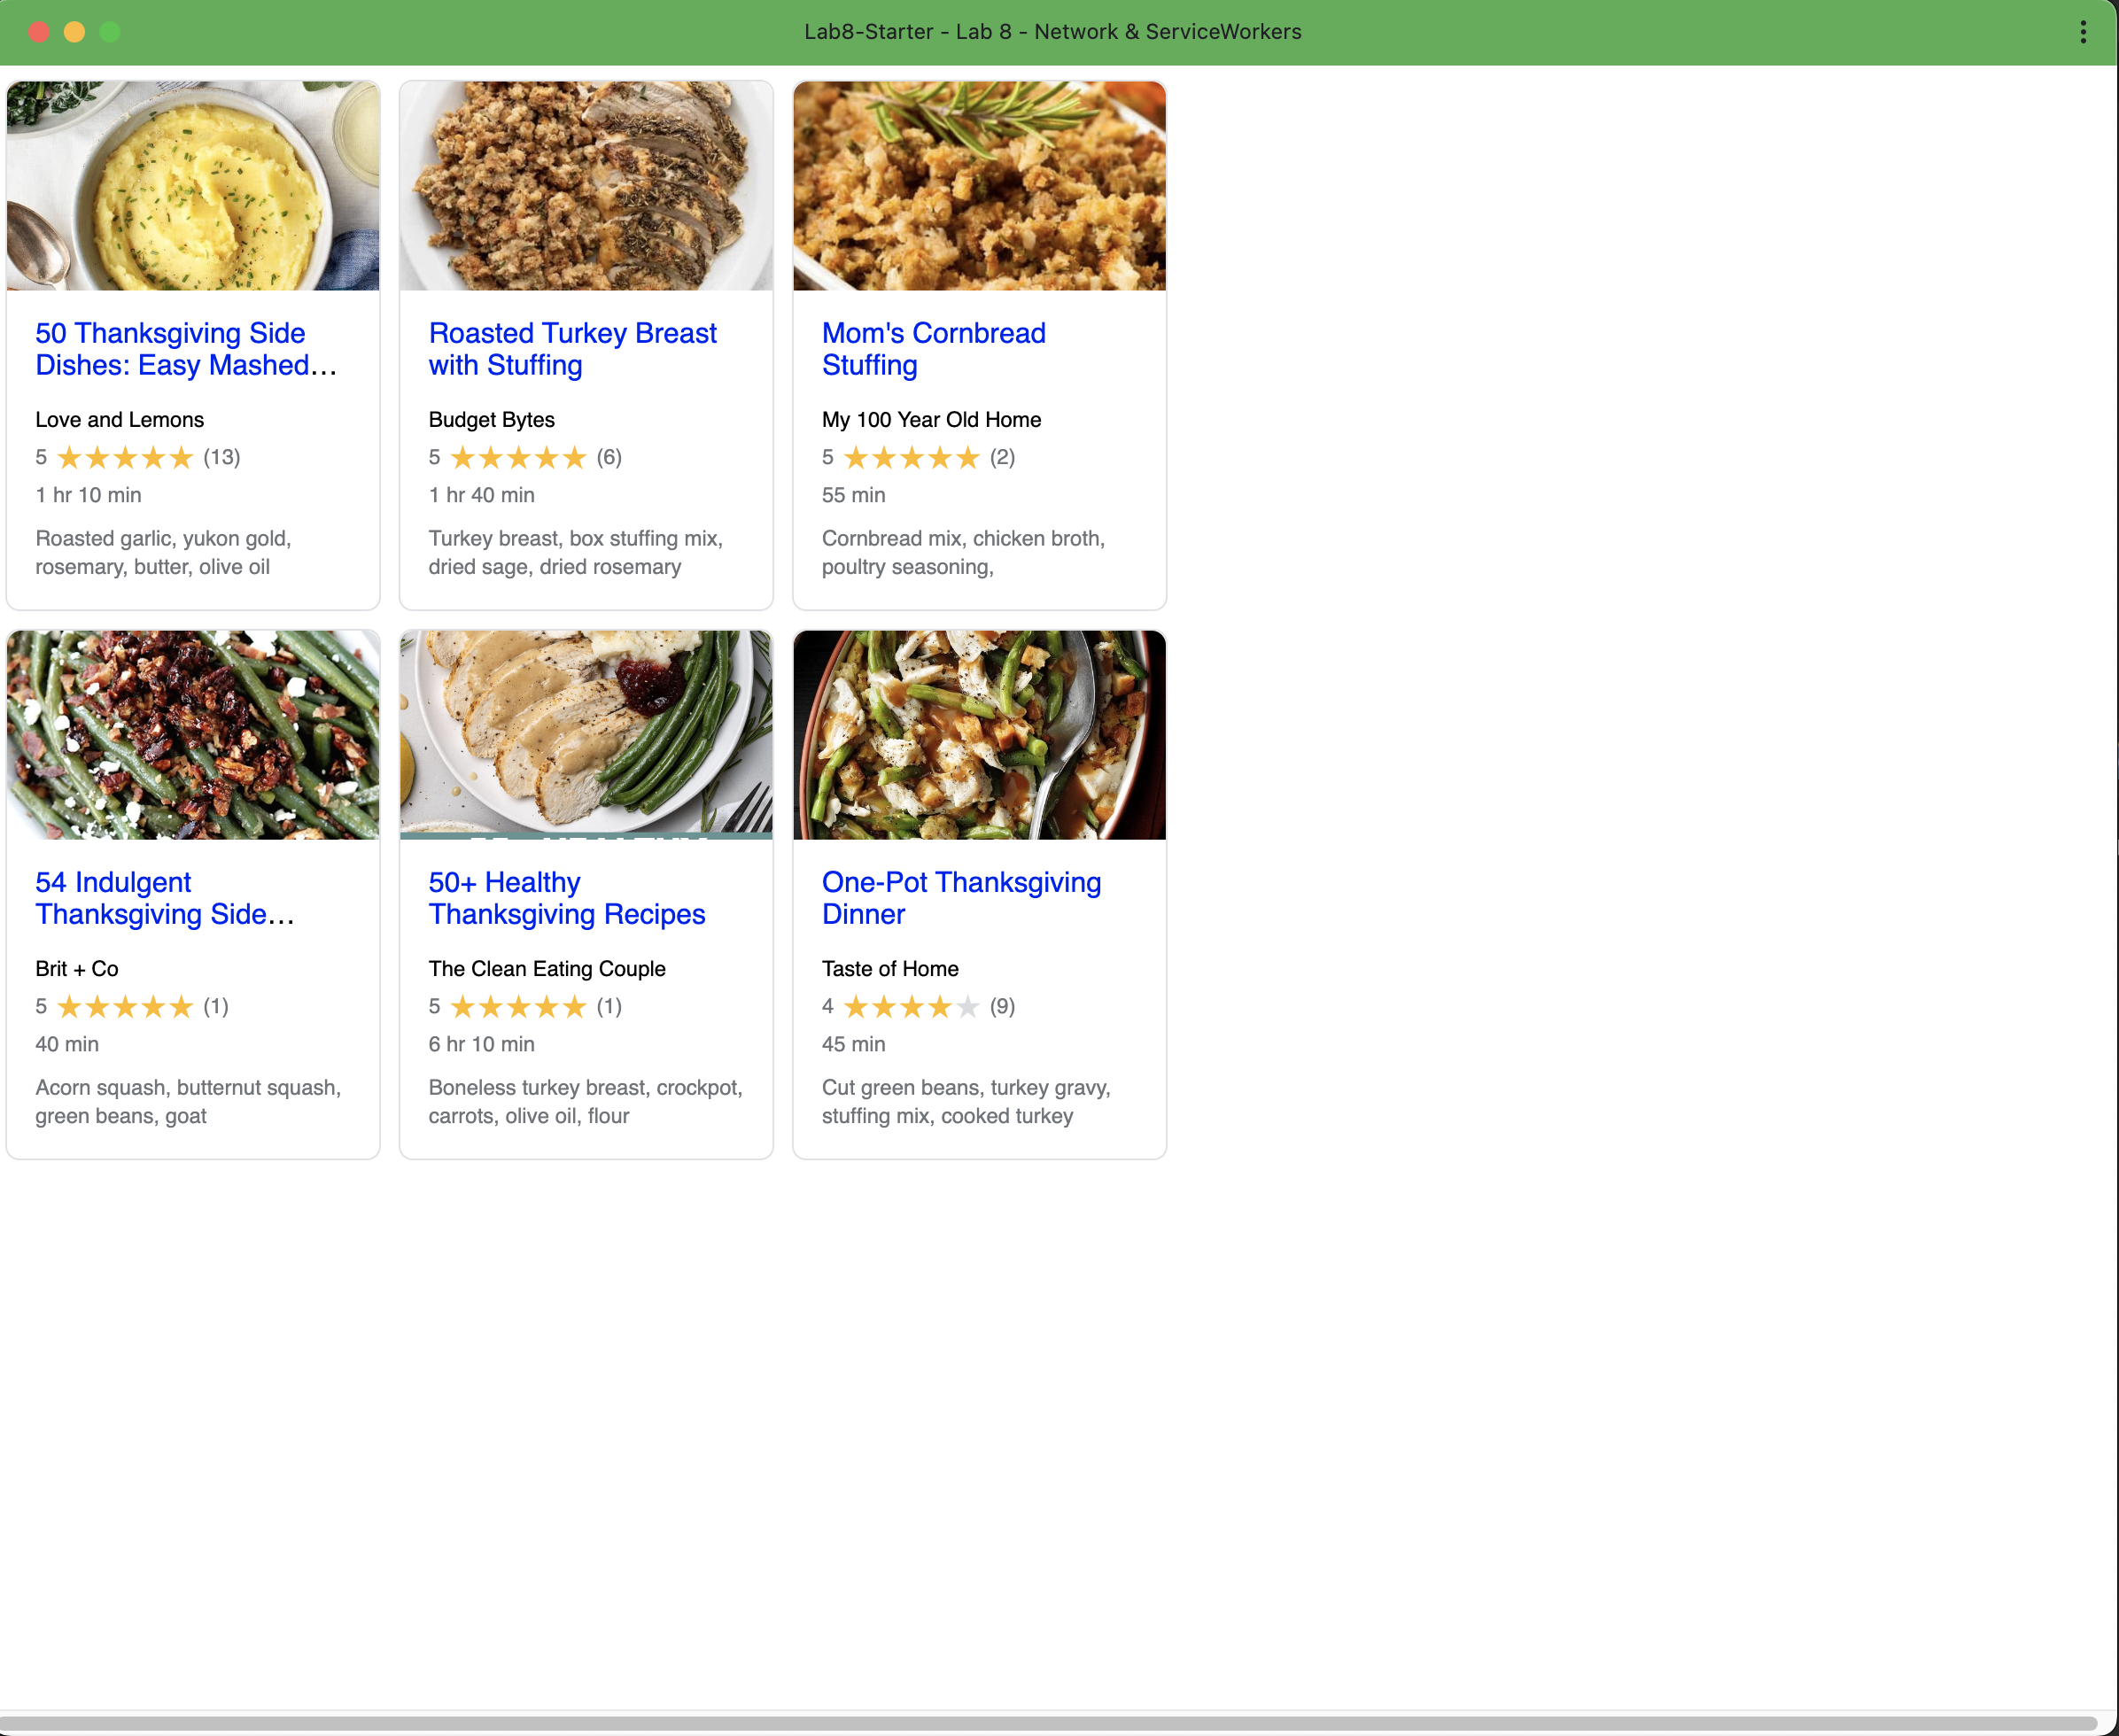 Lab8-Starter - Lab 8 - Network & ServiceWorkers
50 Thanksgiving Side
Dishes: Easy Mashed...
Love and Lemons
5 ★★★★★ (13)
1 hr 10 min
Roasted garlic, yukon gold,
rosemary, butter, olive oil
Roasted Turkey Breast
with Stuffing
Budget Bytes
5 ★★★★★ (6)
1 hr 40 min
Turkey breast, box stuffing mix,
dried sage, dried rosemary
Mom's Cornbread
Stuffing
My 100 Year Old Home
5 ★★★★★ (2)
55 min
Cornbread mix, chicken broth,
poultry seasoning,
54 Indulgent
Thanksgiving Side...
Brit + Co
5 ★★★★★ (1)
40 min
Acorn squash, butternut squash,
green beans, goat
50+ Healthy
Thanksgiving Recipes
The Clean Eating Couple
5 ★★★★★ (1)
6 hr 10 min
Boneless turkey breast, crockpot,
carrots, olive oil, flour
One-Pot Thanksgiving
Dinner
Taste of Home
4 ★★★★★ (9)
45 min
Cut green beans, turkey gravy,
stuffing mix, cooked turkey